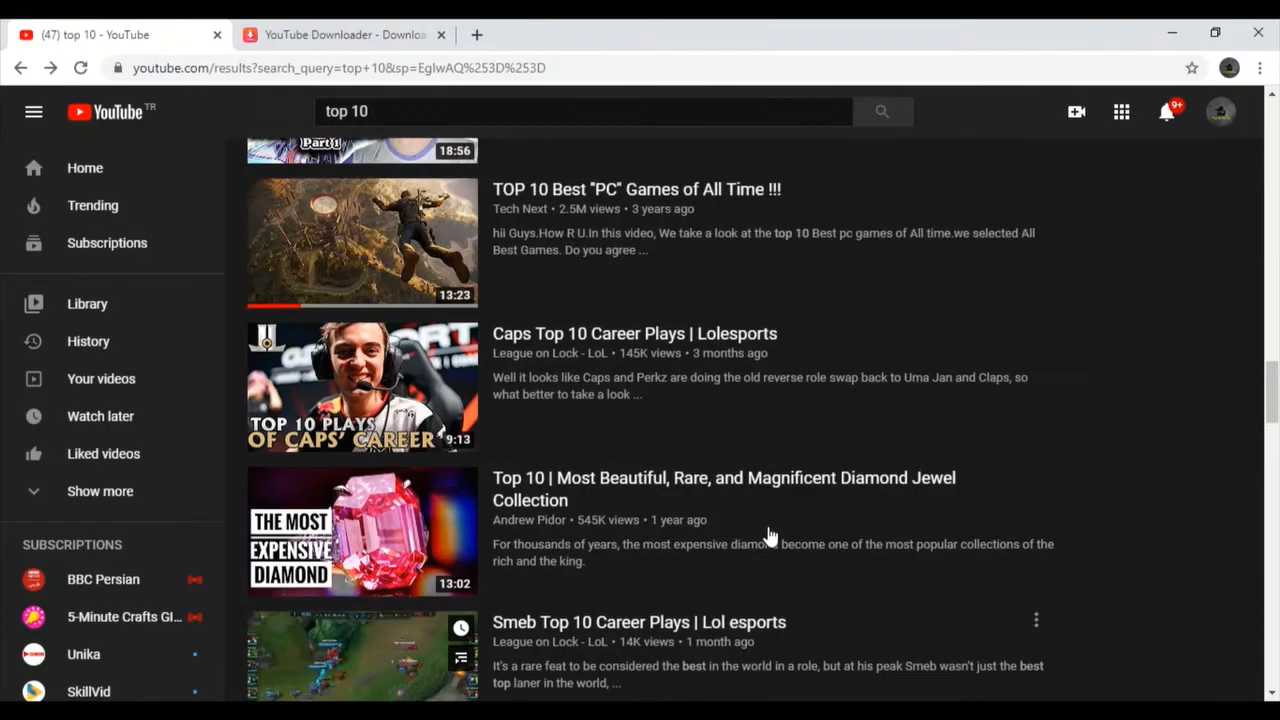 (47) top 10 - YouTube
YouTube Downloader - Downloa
youtube.com/results?search_query=top+10&sp=EgIwAQ%253D%253D
YouTube TR
top 10
9+
Home
Trending
Subscriptions
Library
History
Your videos
Watch later
Liked videos
Show more
SUBSCRIPTIONS
BBC Persian
5-Minute Crafts GI...
Unika
SkillVid
Part 1
18:56
TOP 10 Best "PC" Games of All Time !!!
Tech Next • 2.5M views • 3 years ago
hii Guys.How R U.In this video, We take a look at the top 10 Best pc games of All time.we selected All
Best Games. Do you agree ...
13:23
Caps Top 10 Career Plays | Lolesports
League on Lock - LoL • 145K views • 3 months ago
Well it looks like Caps and Perkz are doing the old reverse role swap back to Uma Jan and Claps, so
what better to take a look ...
TOP 10 PLAYS
OF CAPS' CAREER
9:13
Top 10 | Most Beautiful, Rare, and Magnificent Diamond Jewel
Collection
Andrew Pidor • 545K views • 1 year ago
For thousands of years, the most expensive diamon become one of the most popular collections of the
rich and the king.
THE MOST
EXPENSIVE
DIAMOND
13:02
Smeb Top 10 Career Plays | Lol esports
League on Lock - LoL • 14K views • 1 month ago
It's a rare feat to be considered the best in the world in a role, but at his peak Smeb wasn't just the best
top laner in the world, ...